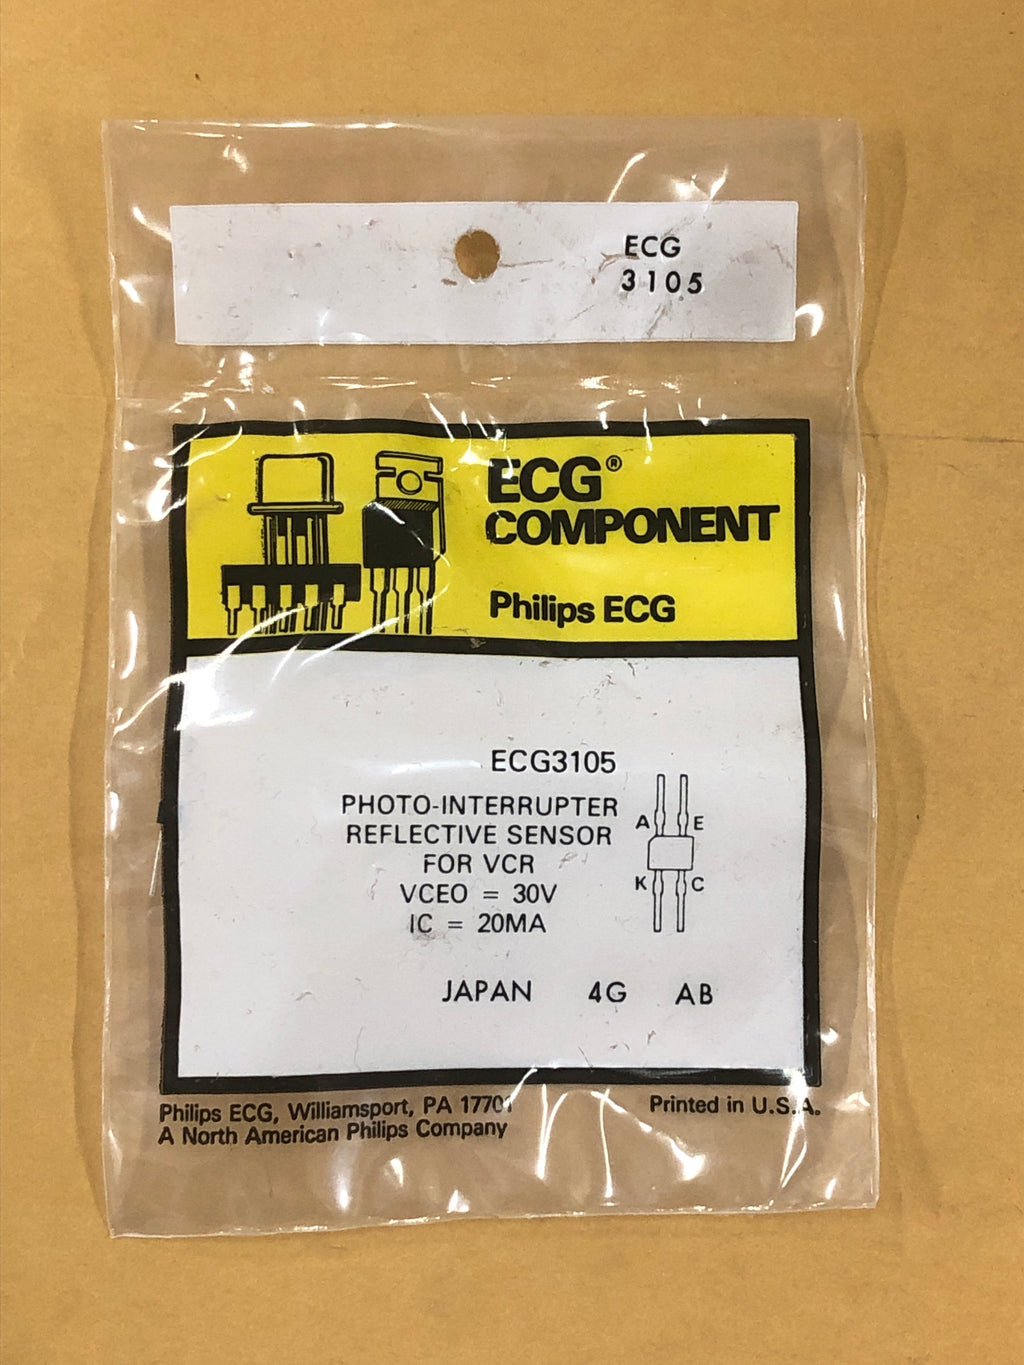 ECG
3105
ECG®
COMPONENT
Philips ECG
ECG3105
PHOTO-INTERRUPTER
REFLECTIVE SENSOR
FOR VCR
VCEO = 30V
IC = 20MA
A E
K C
JAPAN 4G AB
Philips ECG, Williamsport, PA 17701
A North American Philips Company
Printed in U.S.A.